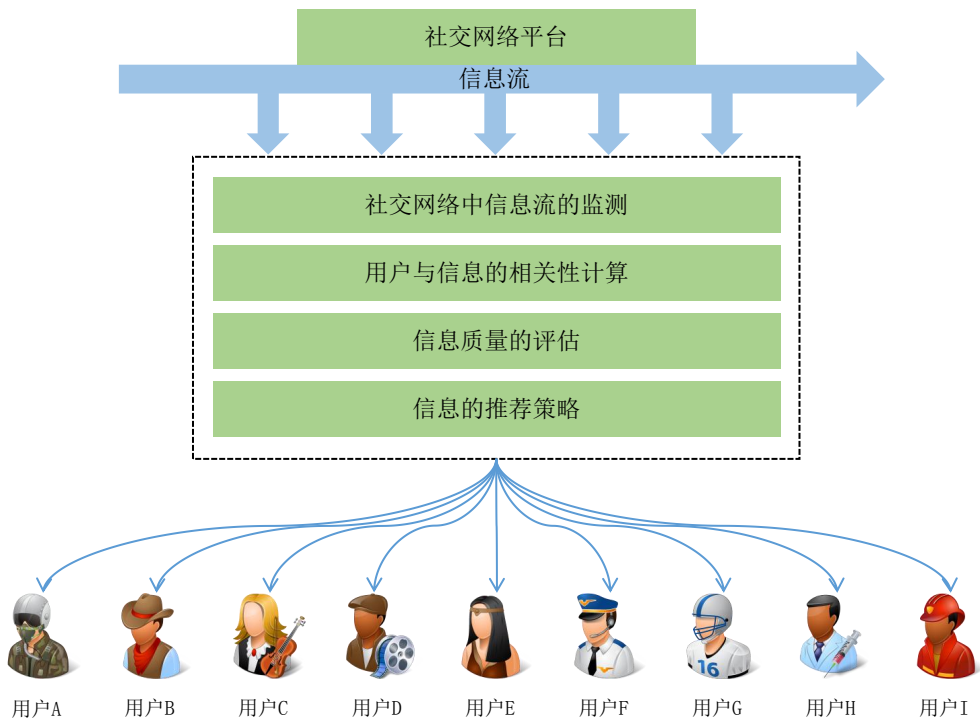 社交网络平台
信息流
社交网络中信息流的监测
用户与信息的相关性计算
信息质量的评估
信息的推荐策略
16
用户A
用户B
用户C
用户D
用户E
用户F
用户G
用户H
用户I